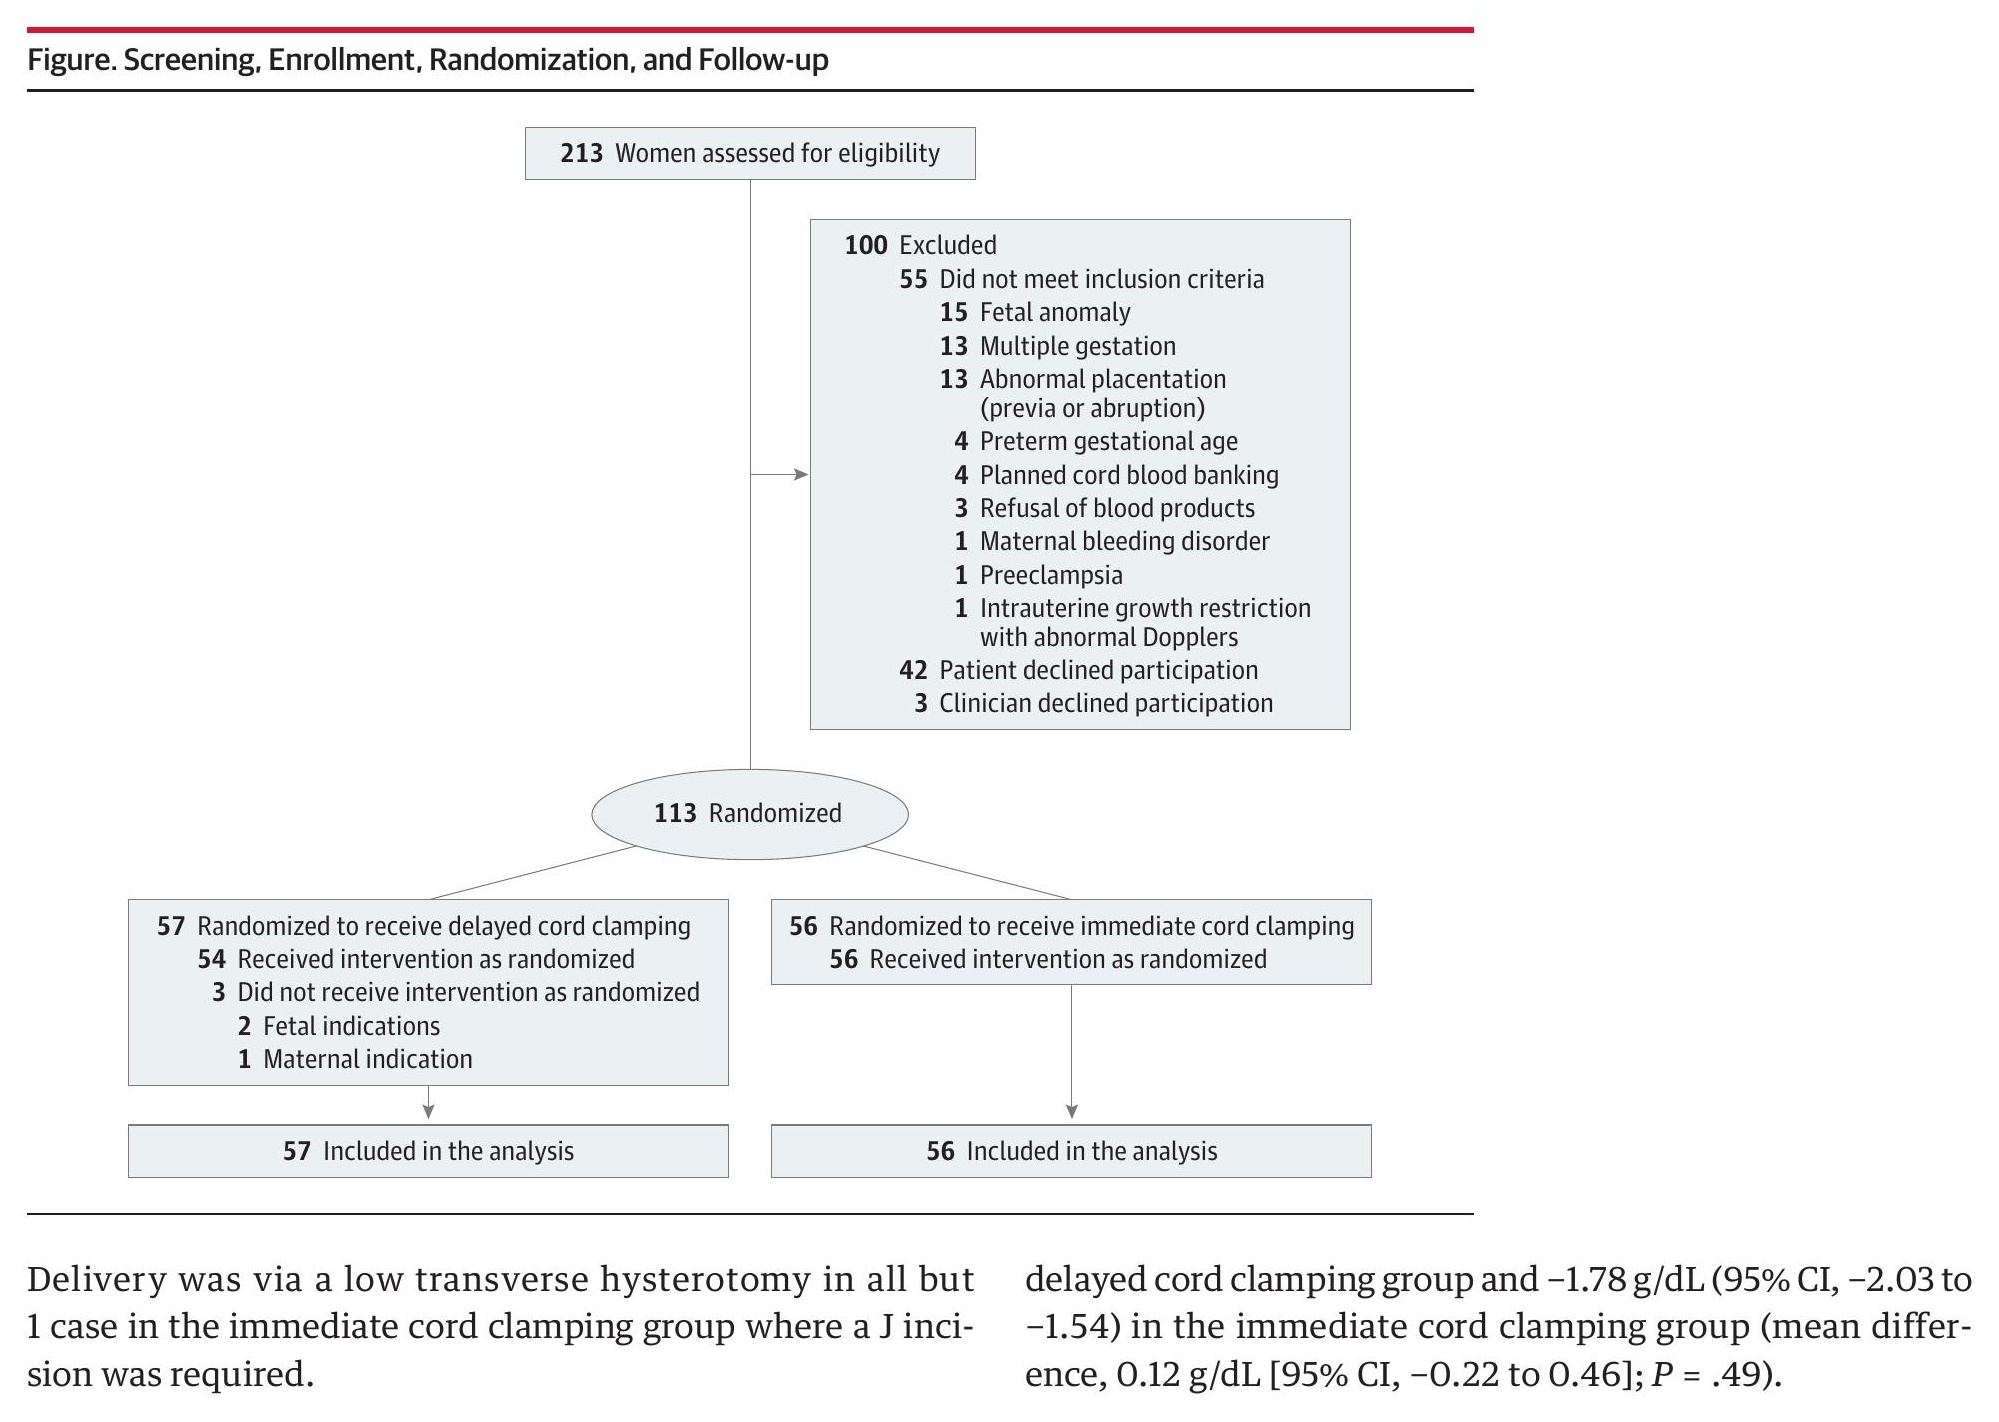 Figure. Screening, Enrollment, Randomization, and Follow-up
213 Women assessed for eligibility
100 Excluded
55 Did not meet inclusion criteria
15 Fetal anomaly
13 Multiple gestation
13 Abnormal placentation
(previa or abruption)
4 Preterm gestational age
4 Planned cord blood banking
3 Refusal of blood products
1 Maternal bleeding disorder
1 Preeclampsia
1 Intrauterine growth restriction
with abnormal Dopplers
42 Patient declined participation
3 Clinician declined participation
113 Randomized
57 Randomized to receive delayed cord clamping
54 Received intervention as randomized
3 Did not receive intervention as randomized
2 Fetal indications
1 Maternal indication
56 Randomized to receive immediate cord clamping
56 Received intervention as randomized
57 Included in the analysis
56 Included in the analysis
Delivery was via a low transverse hysterotomy in all but
1 case in the immediate cord clamping group where a J inci-
sion was required.
delayed cord clamping group and −1.78 g/dL (95% CI, −2.03 to
−1.54) in the immediate cord clamping group (mean differ-
ence, 0.12 g/dL [95% CI, −0.22 to 0.46]; P = .49).